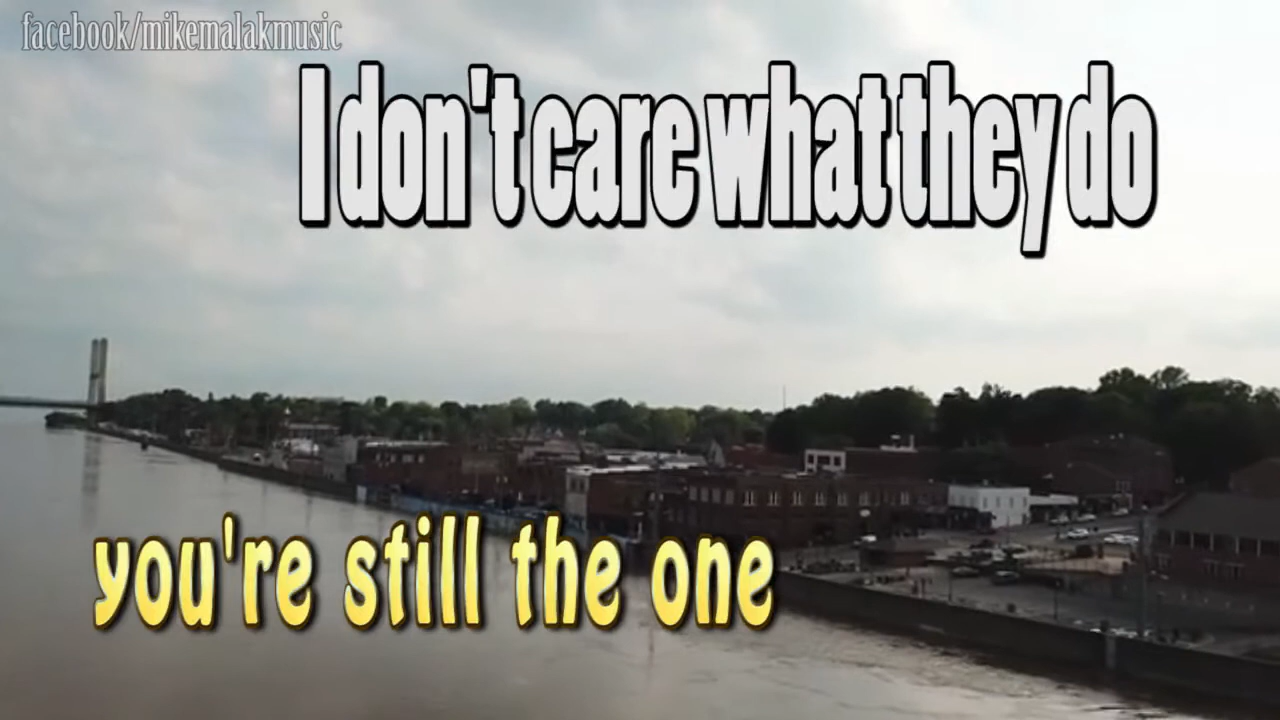 facebook/mikemalakmusic
I don't care what they do
you're still the one